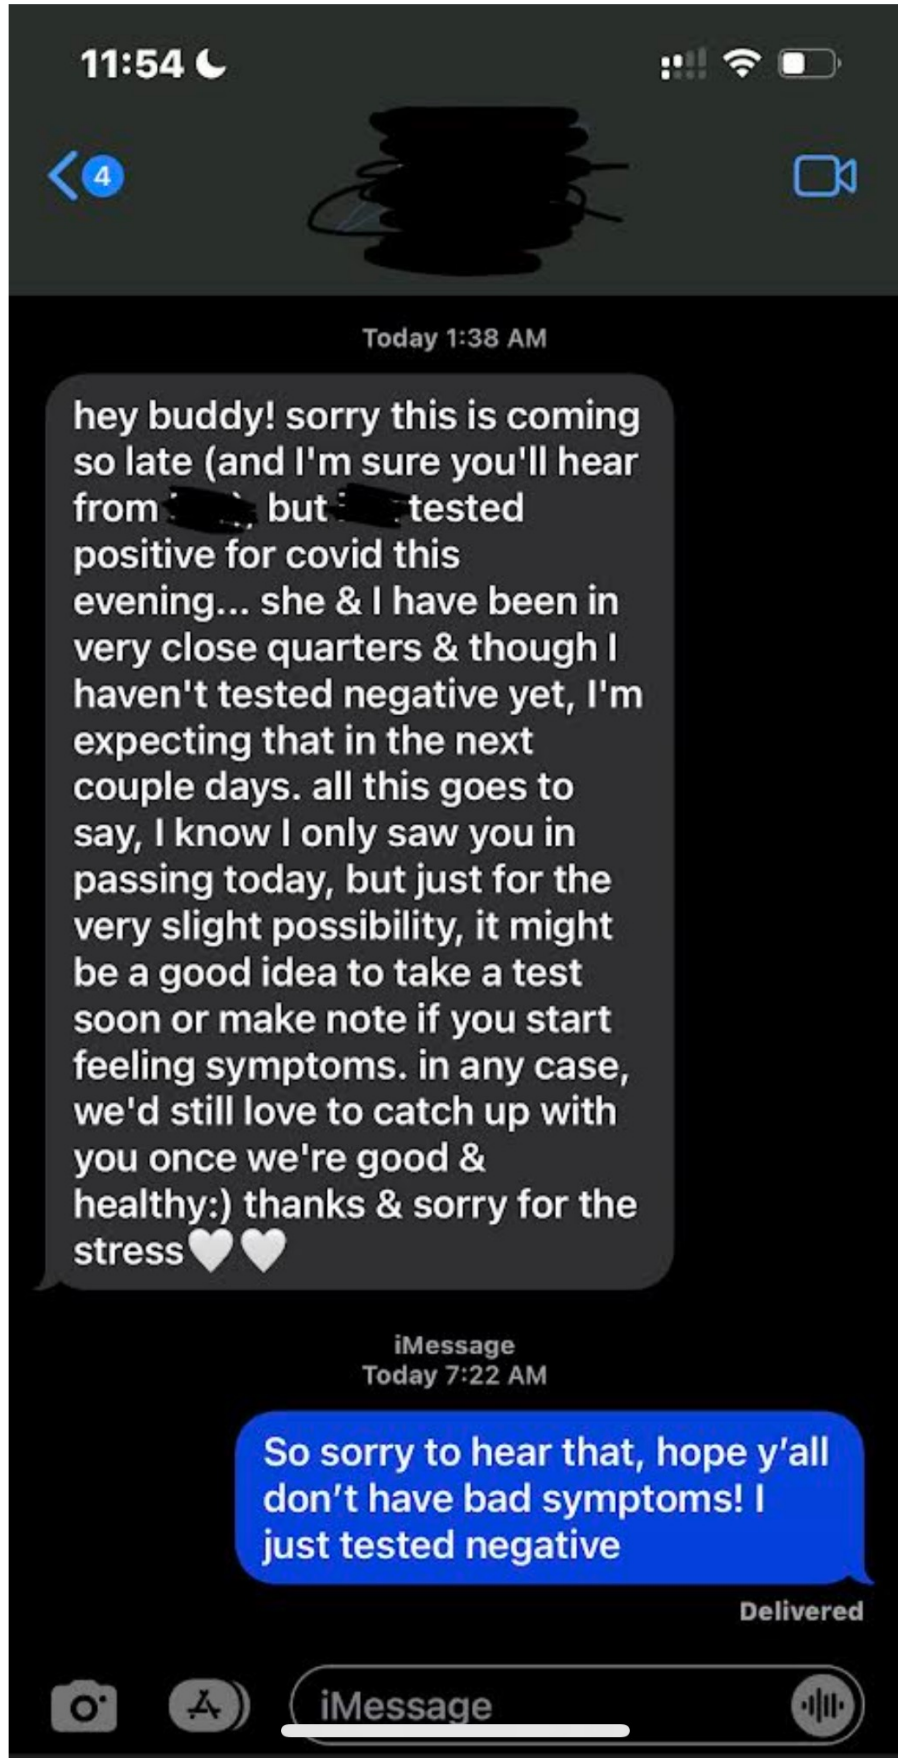 11:54
4
Today 1:38 AM
hey buddy! sorry this is coming
so late (and I'm sure you'll hear
from but tested
positive for covid this
evening... she & I have been in
very close quarters & though I
haven't tested negative yet, I'm
expecting that in the next
couple days. all this goes to
say, I know I only saw you in
passing today, but just for the
very slight possibility, it might
be a good idea to take a test
soon or make note if you start
feeling symptoms. in any case,
we'd still love to catch up with
you once we're good &
healthy:) thanks & sorry for the
stress🤍🤍
iMessage
Today 7:22 AM
So sorry to hear that, hope y’all
don’t have bad symptoms! I
just tested negative
Delivered
iMessage